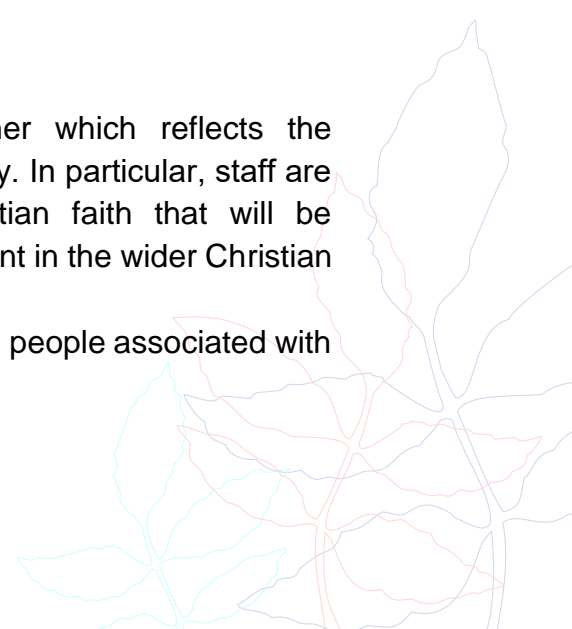 which reflects the
y. In particular, staff are
tian faith that will be
nt in the wider Christian
people associated with